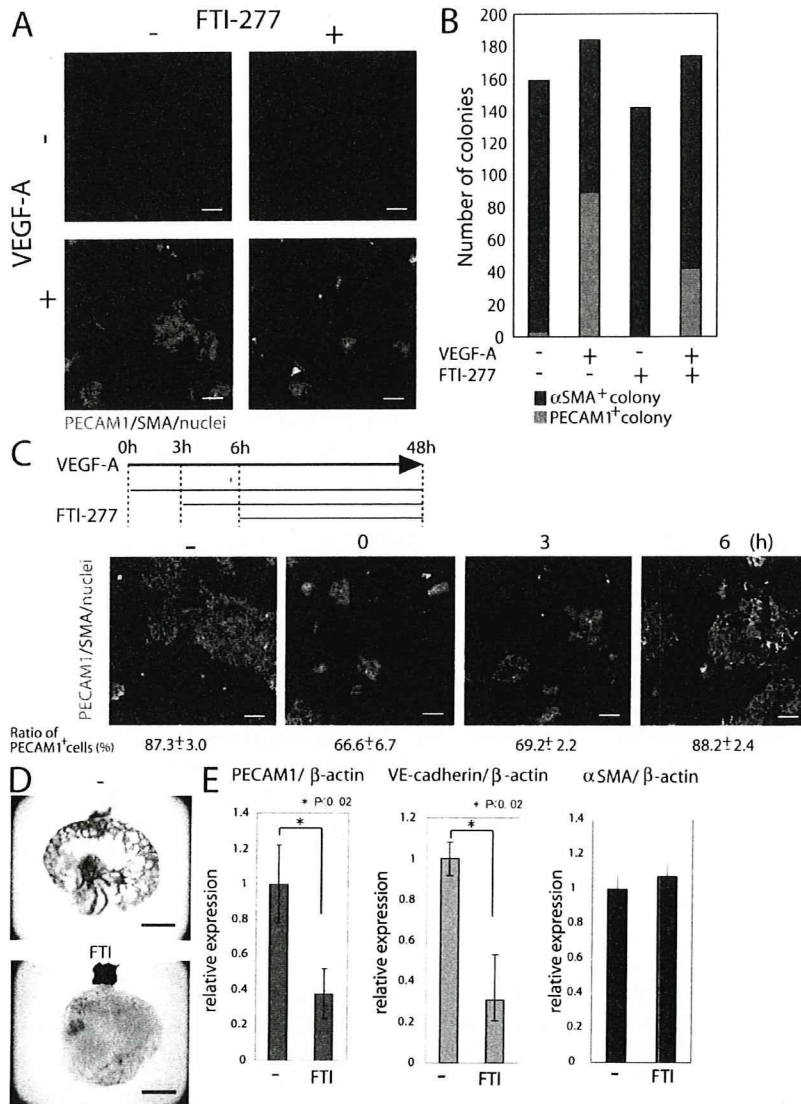 A
FTI-277
- +
VEGF-A
-
+
PECAM1/SMA/nuclei
B
Number of colonies
200
180
160
140
120
100
80
60
40
20
0
VEGF-A - + - +
FTI-277 - - + +
αSMA+ colony
PECAM1+ colony
C
0h 3h 6h 48h
VEGF-A
FTI-277
- 0 3 6 (h)
PECAM1/SMA/nuclei
Ratio of
PECAM1+cells (%)
87.3±3.0 66.6±6.7 69.2±2.2 88.2±2.4
D
-
FTI
E
PECAM1/ β-actin
* P<0.02
*
relative expression
1.4
1.2
1
0.8
0.6
0.4
0.2
0
- FTI
VE-cadherin/ β-actin
* P<0.02
*
relative expression
1.2
1
0.8
0.6
0.4
0.2
0
- FTI
αSMA/ β-actin
relative expression
1.4
1.2
1
0.8
0.6
0.4
0.2
0
- FTI